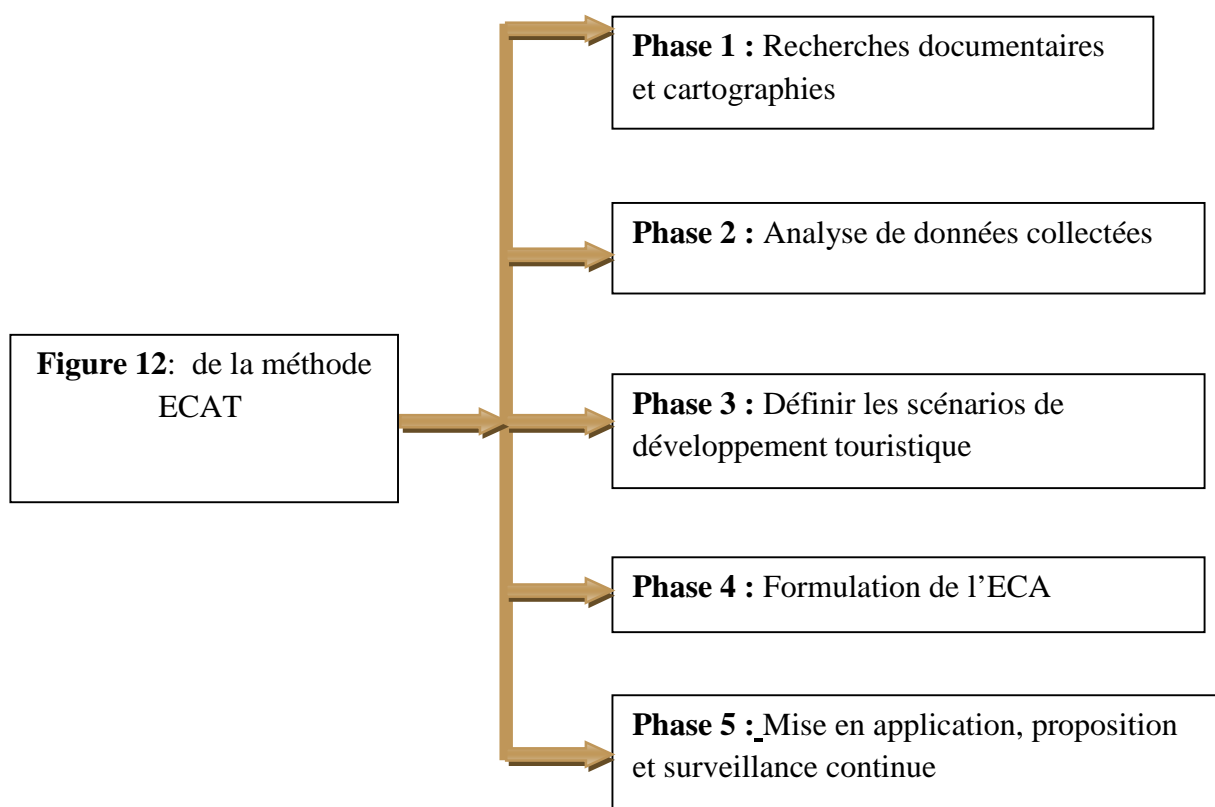 Phase 1 : Recherches documentaires
et cartographies
Phase 2 : Analyse de données collectées
Figure 12:  de la méthode
ECAT
Phase 3 : Définir les scénarios de
développement touristique
Phase 4 : Formulation de l’ECA
Phase 5 : Mise en application, proposition
et surveillance continue